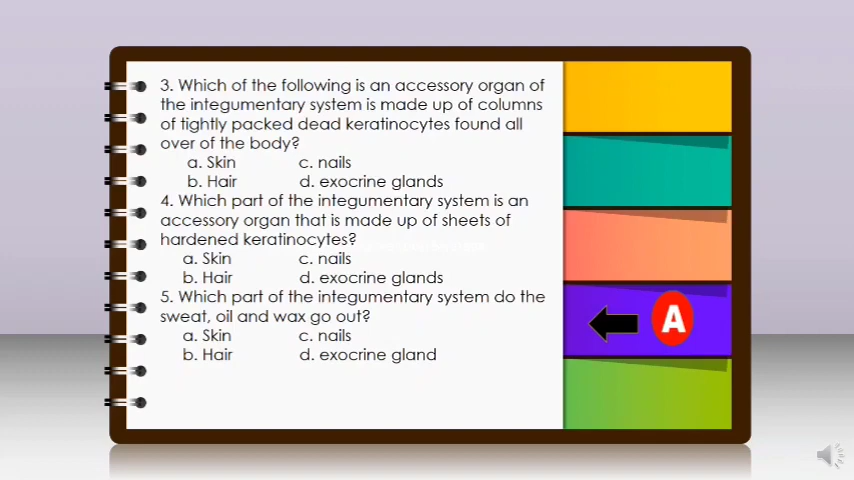 3. Which of the following is an accessory organ of
the integumentary system is made up of columns
of tightly packed dead keratinocytes found all
over of the body?
a. Skin c. nails
b. Hair d. exocrine glands
4. Which part of the integumentary system is an
accessory organ that is made up of sheets of
hardened keratinocytes?
a. Skin c. nails
b. Hair d. exocrine glands
5. Which part of the integumentary system do the
sweat, oil and wax go out?
a. Skin c. nails
b. Hair d. exocrine gland
A